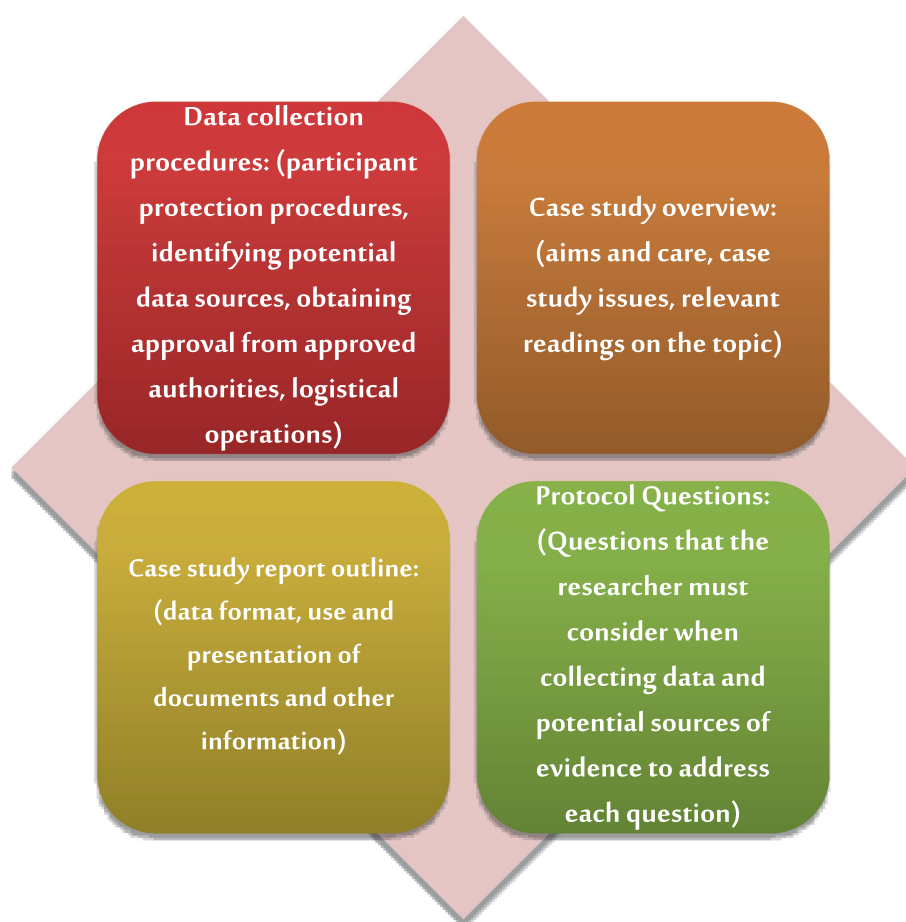 Data collection
procedures: (participant
protection procedures,
identifying potential
data sources, obtaining
approval from approved
authorities, logistical
operations)
Case study overview:
(aims and care, case
study issues, relevant
readings on the topic)
Case study report outline:
(data format, use and
presentation of
documents and other
information)
Protocol Questions:
(Questions that the
researcher must
consider when
collecting data and
potential sources of
evidence to address
each question)